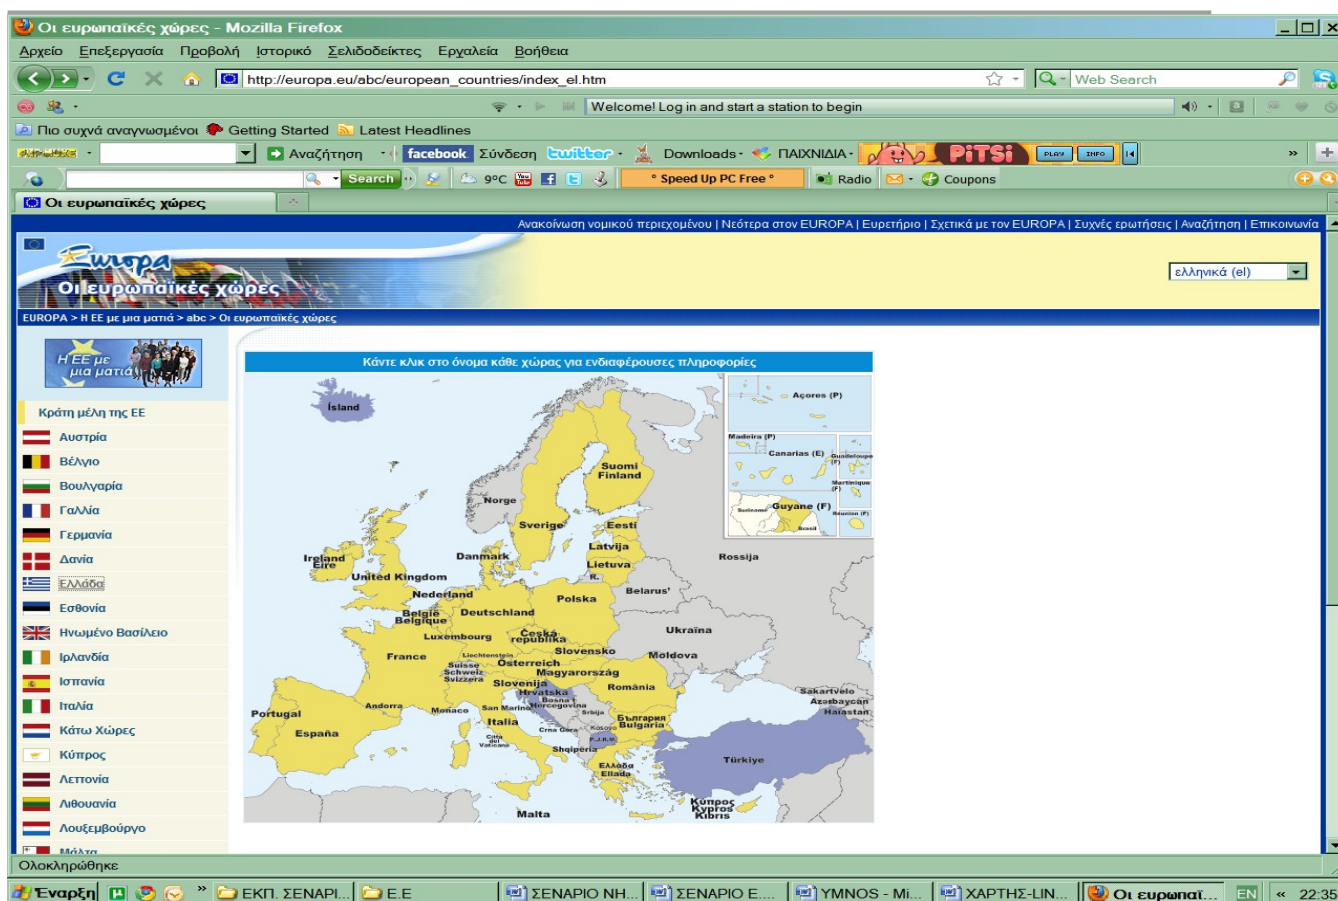 Οι ευρωπαϊκές χώρες - Mozilla Firefox
Αρχείο Επεξεργασία Προβολή Ιστορικό Σελιδοδείκτες Εργαλεία Βοήθεια
http://europa.eu/abc/european_countries/index_el.htm
Web Search
Welcome! Log in and start a station to begin
Πιο συχνά αναγνωσμένοι Getting Started Latest Headlines
Αναζήτηση facebook Σύνδεση twitter Downloads ΠΑΙΧΝΙΔΙΑ PiTSi PLAY INFO
Search 9°C You Tube ° Speed Up PC Free ° Radio Coupons
Οι ευρωπαϊκές χώρες
Ανακοίνωση νομικού περιεχομένου | Νεότερα στον EUROPA | Ευρετήριο | Σχετικά με τον EUROPA | Συχνές ερωτήσεις | Αναζήτηση | Επικοινωνία
Europa
Οι ευρωπαϊκές χώρες
ελληνικά (el)
EUROPA > Η ΕΕ με μια ματιά > abc > Οι ευρωπαϊκές χώρες
Η ΕΕ με
μια ματιά
Κράτη μέλη της ΕΕ
Αυστρία
Βέλγιο
Βουλγαρία
Γαλλία
Γερμανία
Δανία
Ελλάδα
Εσθονία
Ηνωμένο Βασίλειο
Ιρλανδία
Ισπανία
Ιταλία
Κάτω Χώρες
Κύπρος
Λεττονία
Λιθουανία
Λουξεμβούργο
Μάλτα
Κάντε κλικ στο όνομα κάθε χώρας για ενδιαφέρουσες πληροφορίες
Ísland
Açores (P)
Madeira (P)
Canarias (E)
Guadeloupe
(F)
Martinique
(F)
Guyane (F)
Réunion (F)
Suriname
Brasil
Suomi
Finland
Norge
Sverige
Eesti
Latvija
Lietuva
R.
Rossija
Danmark
Ireland
Éire
United Kingdom
Nederland
Belarus'
Polska
België
Belgique
Deutschland
Luxembourg
Česká
republika
Ukraïna
Slovensko
Moldova
France
Liechtenstein
Suisse
Schweiz
Svizzera
Österreich
Magyarország
Slovenija
Hrvatska
România
Bosna i
Hercegovina
Srbija
Sakartvelo
Azərbaycan
Haiastan
Portugal
Andorra
Monaco
San Marino
España
Italia
Città
del
Vaticano
Crna Gora
Kosovo
България
Bulgaria
Shqipëria
Ελλάδα
Ellada
Türkiye
Malta
Κύπρος
Kypros
Kibris
Ολοκληρώθηκε
Έναρξη ΕΚΠ. ΣΕΝΑΡΙ... Ε.Ε ΣΕΝΑΡΙΟ ΝΗ... ΣΕΝΑΡΙΟ Ε.... ΥΜΝΟΣ - Mi... ΧΑΡΤΗΣ-LIN... Οι ευρωπαϊ... EN 22:35